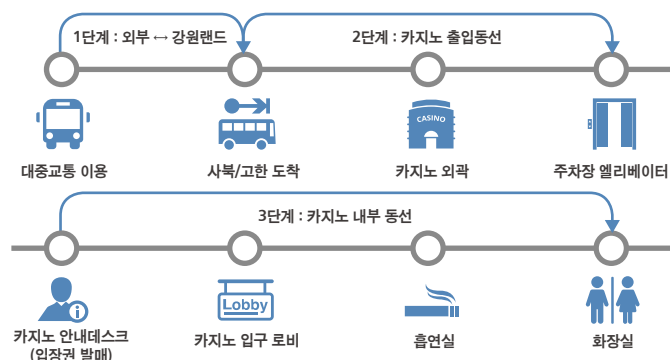 1단계 : 외부 ↔ 강원랜드
2단계 : 카지노 출입동선
CASINO
대중교통 이용
사북/고한 도착
카지노 외곽
주차장 엘리베이터
3단계 : 카지노 내부 동선
Lobby
카지노 안내데스크
(입장권 발매)
카지노 입구 로비
흡연실
화장실